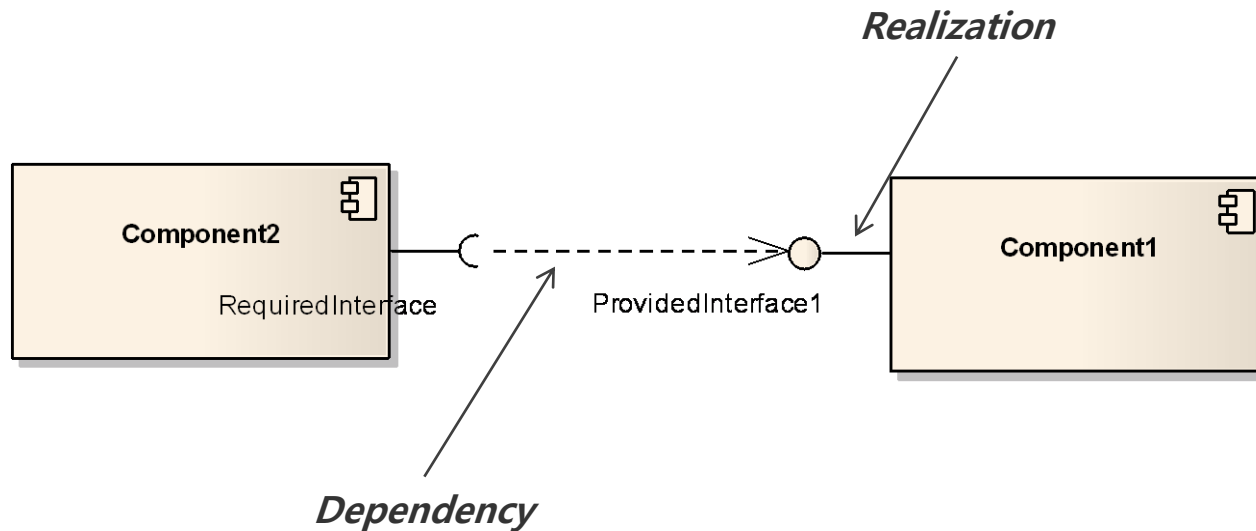 Realization
Component2
Component1
RequiredInterface
ProvidedInterface1
Dependency